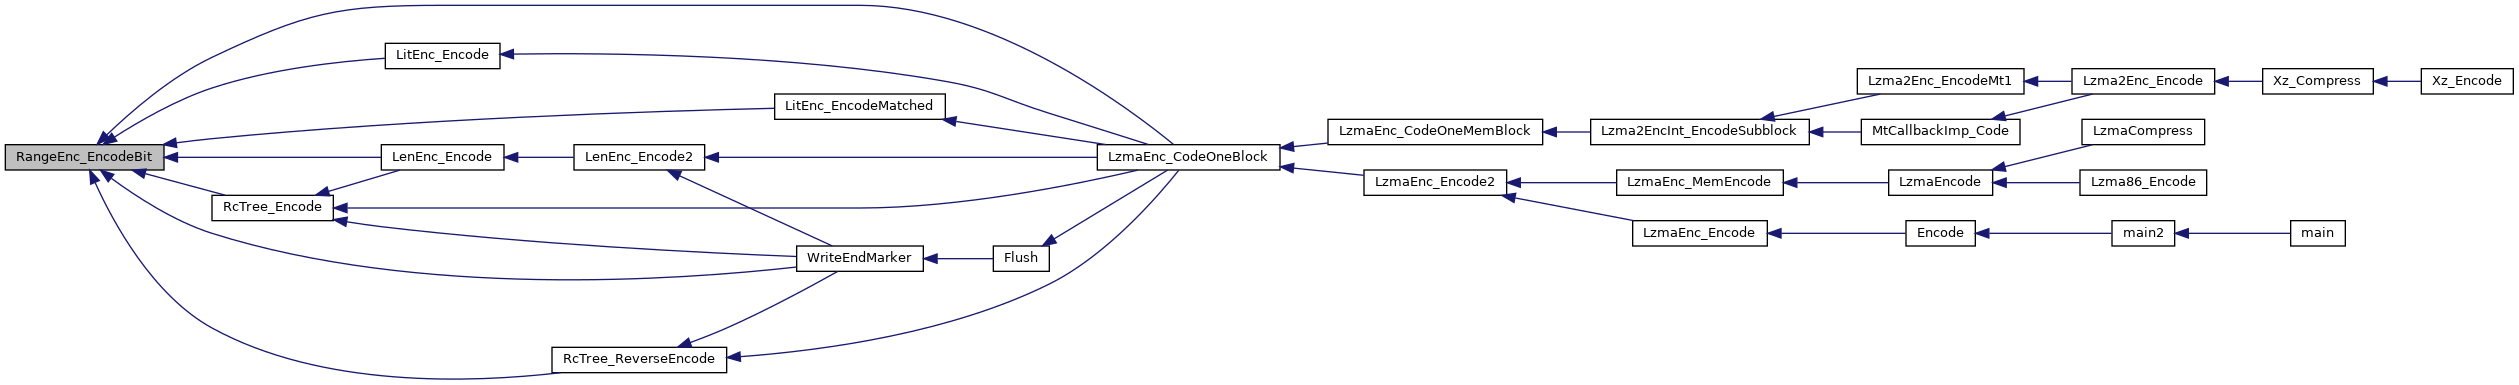 RangeEnc_EncodeBit
LitEnc_Encode
LitEnc_EncodeMatched
LenEnc_Encode
LenEnc_Encode2
RcTree_Encode
WriteEndMarker
Flush
RcTree_ReverseEncode
LzmaEnc_CodeOneBlock
LzmaEnc_CodeOneMemBlock
LzmaEnc_Encode2
Lzma2EncInt_EncodeSubblock
LzmaEnc_MemEncode
LzmaEnc_Encode
Lzma2Enc_EncodeMt1
MtCallbackImp_Code
LzmaEncode
Encode
Lzma2Enc_Encode
LzmaCompress
Lzma86_Encode
main2
Xz_Compress
main
Xz_Encode